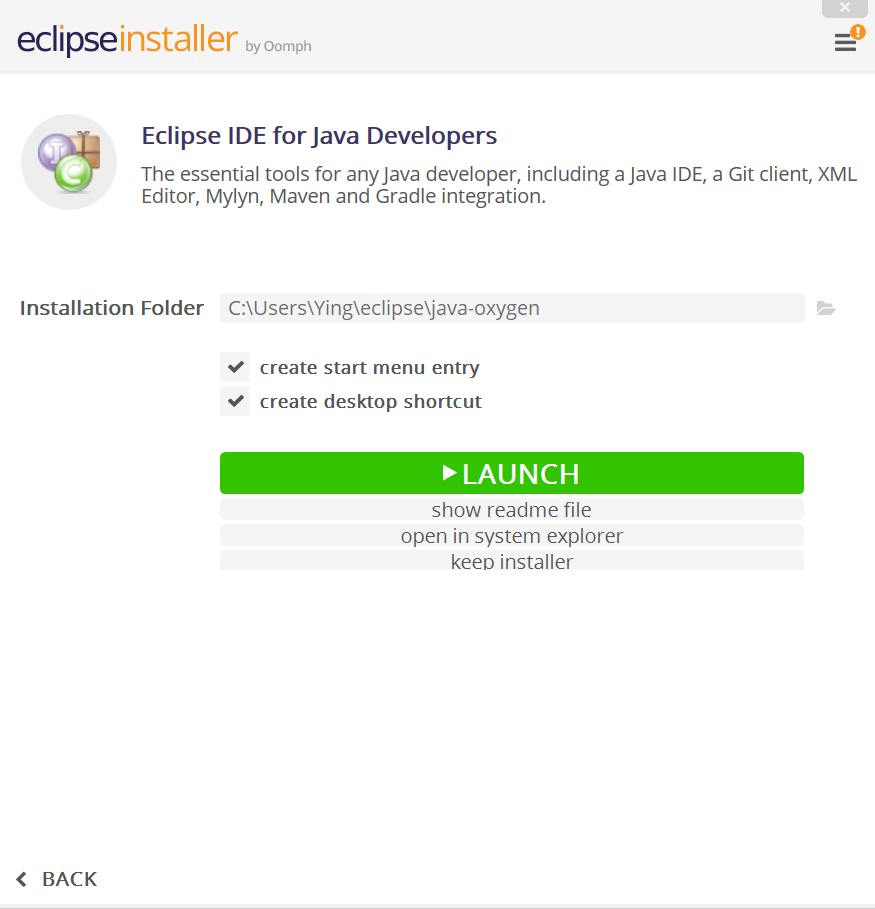 eclipseinstaller by Oomph
Eclipse IDE for Java Developers
The essential tools for any Java developer, including a Java IDE, a Git client, XML
Editor, Mylyn, Maven and Gradle integration.
Installation Folder C:\Users\Ying\eclipse\java-oxygen
create start menu entry
create desktop shortcut
LAUNCH
show readme file
open in system explorer
keep installer
BACK